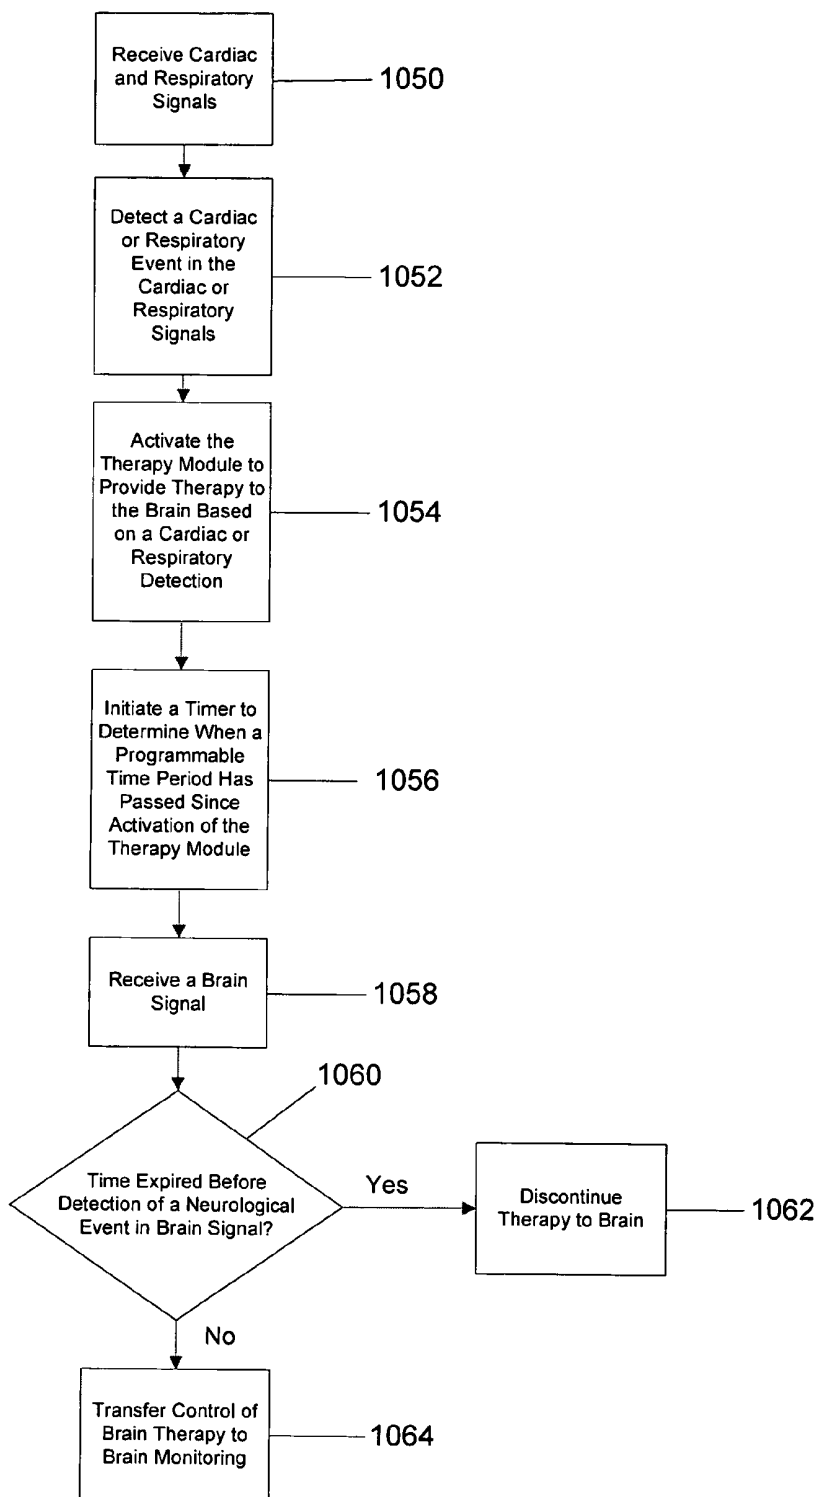 Receive Cardiac
and Respiratory
Signals
1050
Detect a Cardiac
or Respiratory
Event in the
Cardiac or
Respiratory
Signals
1052
Activate the
Therapy Module to
Provide Therapy to
the Brain Based
on a Cardiac or
Respiratory
Detection
1054
Initiate a Timer to
Determine When a
Programmable
Time Period Has
Passed Since
Activation of the
Therapy Module
1056
Receive a Brain
Signal
1058
1060
Time Expired Before
Detection of a Neurological
Event in Brain Signal?
Yes
Discontinue
Therapy to Brain
1062
No
Transfer Control of
Brain Therapy to
Brain Monitoring
1064